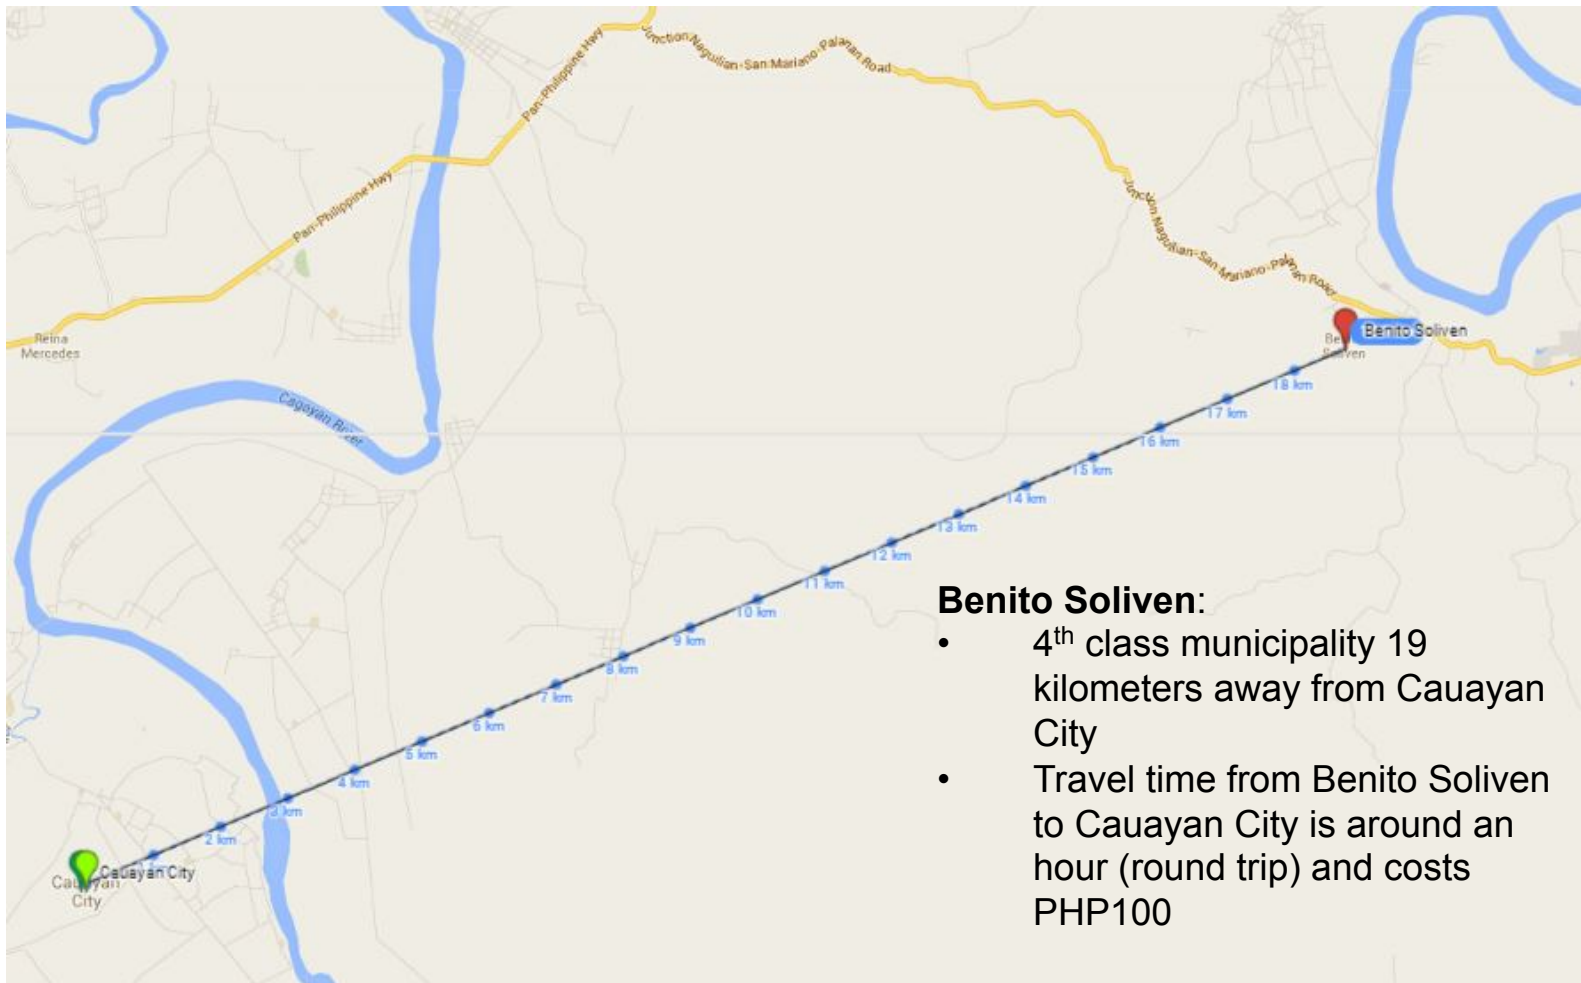 Junction Naguilian-San Mariano-Palanan Road
Pan-Philippine Hwy
Pan-Philippine Hwy
Junction Naguilian-San Mariano-Palanan Road
Reina
Mercedes
Benito Soliven
Soliven
Cagayan River
18 km
17 km
16 km
15 km
14 km
13 km
12 km
11 km
10 km
9 km
8 km
7 km
6 km
5 km
4 km
3 km
2 km
Cauayan City
Cauayan
City
Benito Soliven:
• 4th class municipality 19
kilometers away from Cauayan
City
• Travel time from Benito Soliven
to Cauayan City is around an
hour (round trip) and costs
PHP100